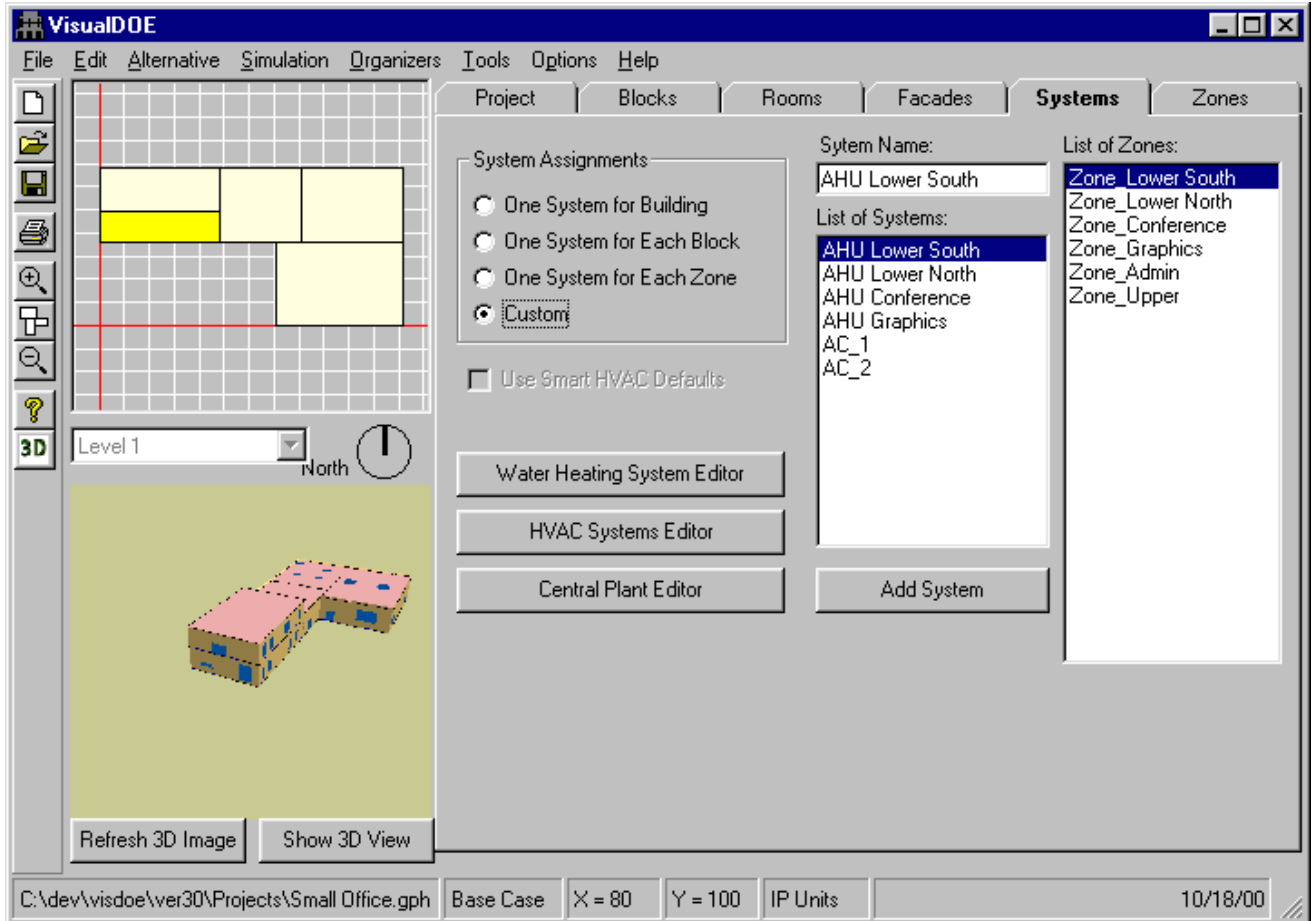 VisualDOE
File Edit Alternative Simulation Organizers Tools Options Help
Project Blocks Rooms Facades Systems Zones
System Assignments
One System for Building
One System for Each Block
One System for Each Zone
Custom
Use Smart HVAC Defaults
Water Heating System Editor
HVAC Systems Editor
Central Plant Editor
Sytem Name:
AHU Lower South
List of Systems:
AHU Lower South
AHU Lower North
AHU Conference
AHU Graphics
AC_1
AC_2
Add System
List of Zones:
Zone_Lower South
Zone_Lower North
Zone_Conference
Zone_Graphics
Zone_Admin
Zone_Upper
3D
Level 1
North
Refresh 3D Image Show 3D View
C:\dev\visdoe\ver30\Projects\Small Office.gph Base Case X = 80 Y = 100 IP Units 10/18/00